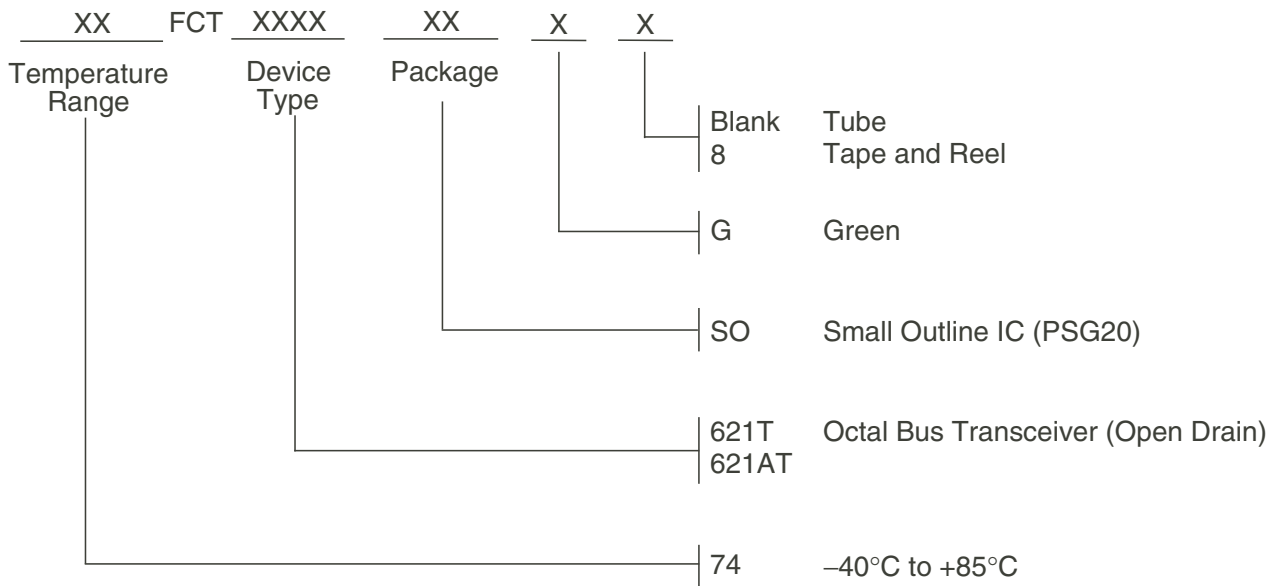 XX FCT XXXX XX X X
Temperature Range
Device Type
Package
Blank Tube
8 Tape and Reel
G Green
SO Small Outline IC (PSG20)
621T Octal Bus Transceiver (Open Drain)
621AT
74 –40°C to +85°C